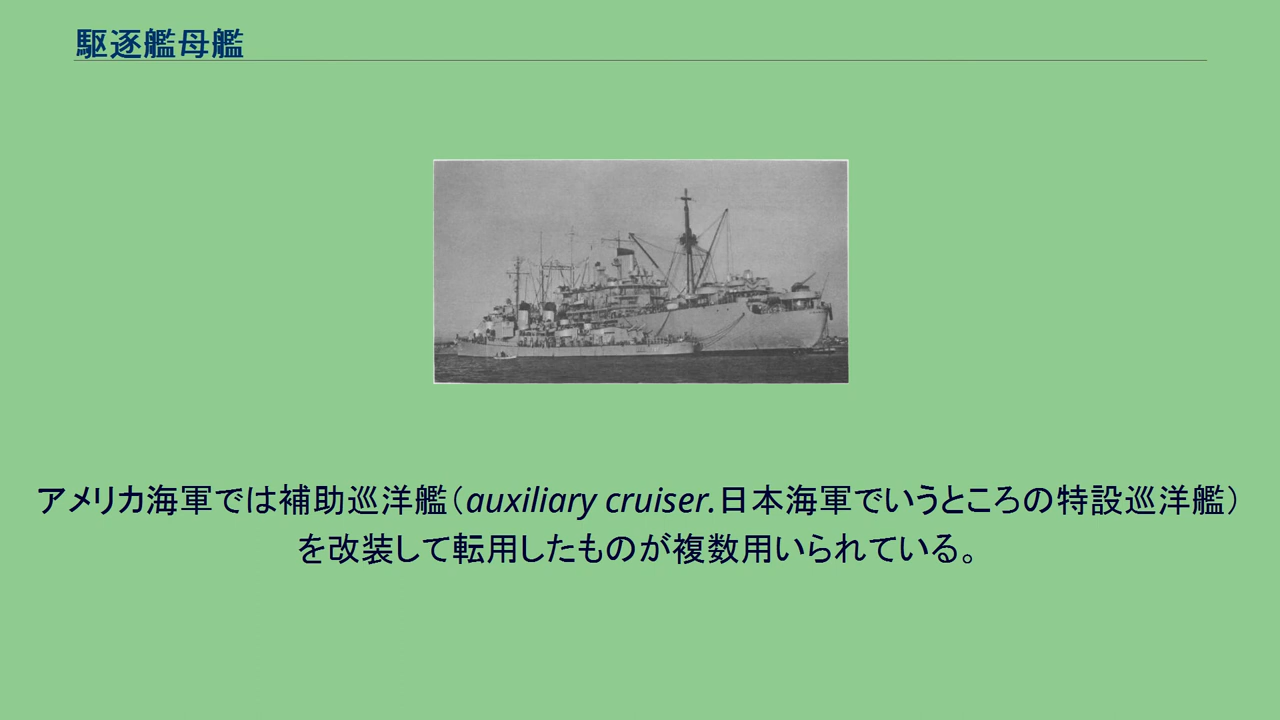 駆逐艦母艦
アメリカ海軍では補助巡洋艦（auxiliary cruiser.日本海軍でいうところの特設巡洋艦）
を改装して転用したものが複数用いられている。